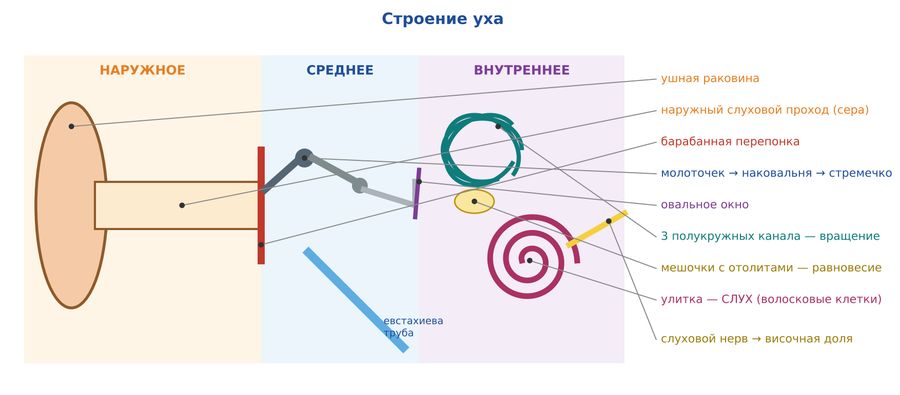 Строение уха
НАРУЖНОЕ
СРЕДНЕЕ
ВНУТРЕННЕЕ
ушная раковина
наружный слуховой проход (сера)
барабанная перепонка
молоточек → наковальня → стремечко
овальное окно
3 полукружных канала — вращение
мешочки с отолитами — равновесие
улитка — СЛУХ (волосковые клетки)
евстахиева
труба
слуховой нерв → височная доля